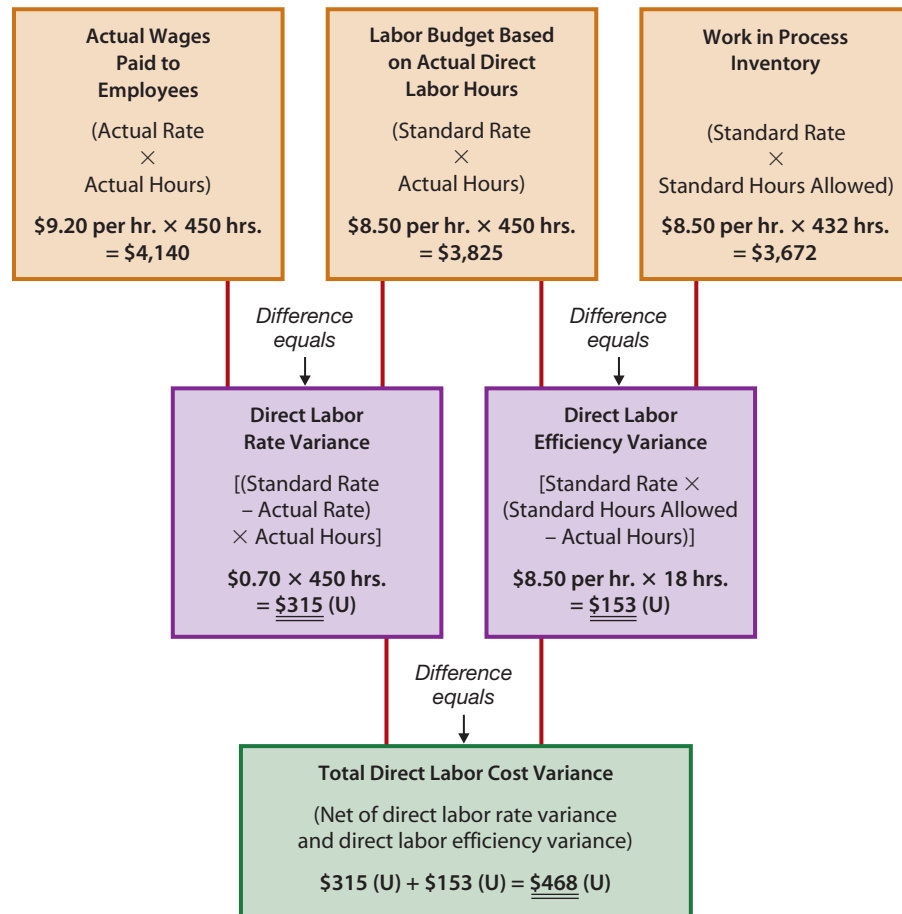 Actual Wages
Paid to
Employees
(Actual Rate
×
Actual Hours)
$9.20 per hr. × 450 hrs.
= $4,140
Labor Budget Based
on Actual Direct
Labor Hours
(Standard Rate
×
Actual Hours)
$8.50 per hr. × 450 hrs.
= $3,825
Work in Process
Inventory
(Standard Rate
×
Standard Hours Allowed)
$8.50 per hr. × 432 hrs.
= $3,672
Difference
equals
Difference
equals
Direct Labor
Rate Variance
[(Standard Rate
– Actual Rate)
× Actual Hours]
$0.70 × 450 hrs.
= $315 (U)
Direct Labor
Efficiency Variance
[Standard Rate ×
(Standard Hours Allowed
– Actual Hours)]
$8.50 per hr. × 18 hrs.
= $153 (U)
Difference
equals
Total Direct Labor Cost Variance
(Net of direct labor rate variance
and direct labor efficiency variance)
$315 (U) + $153 (U) = $468 (U)